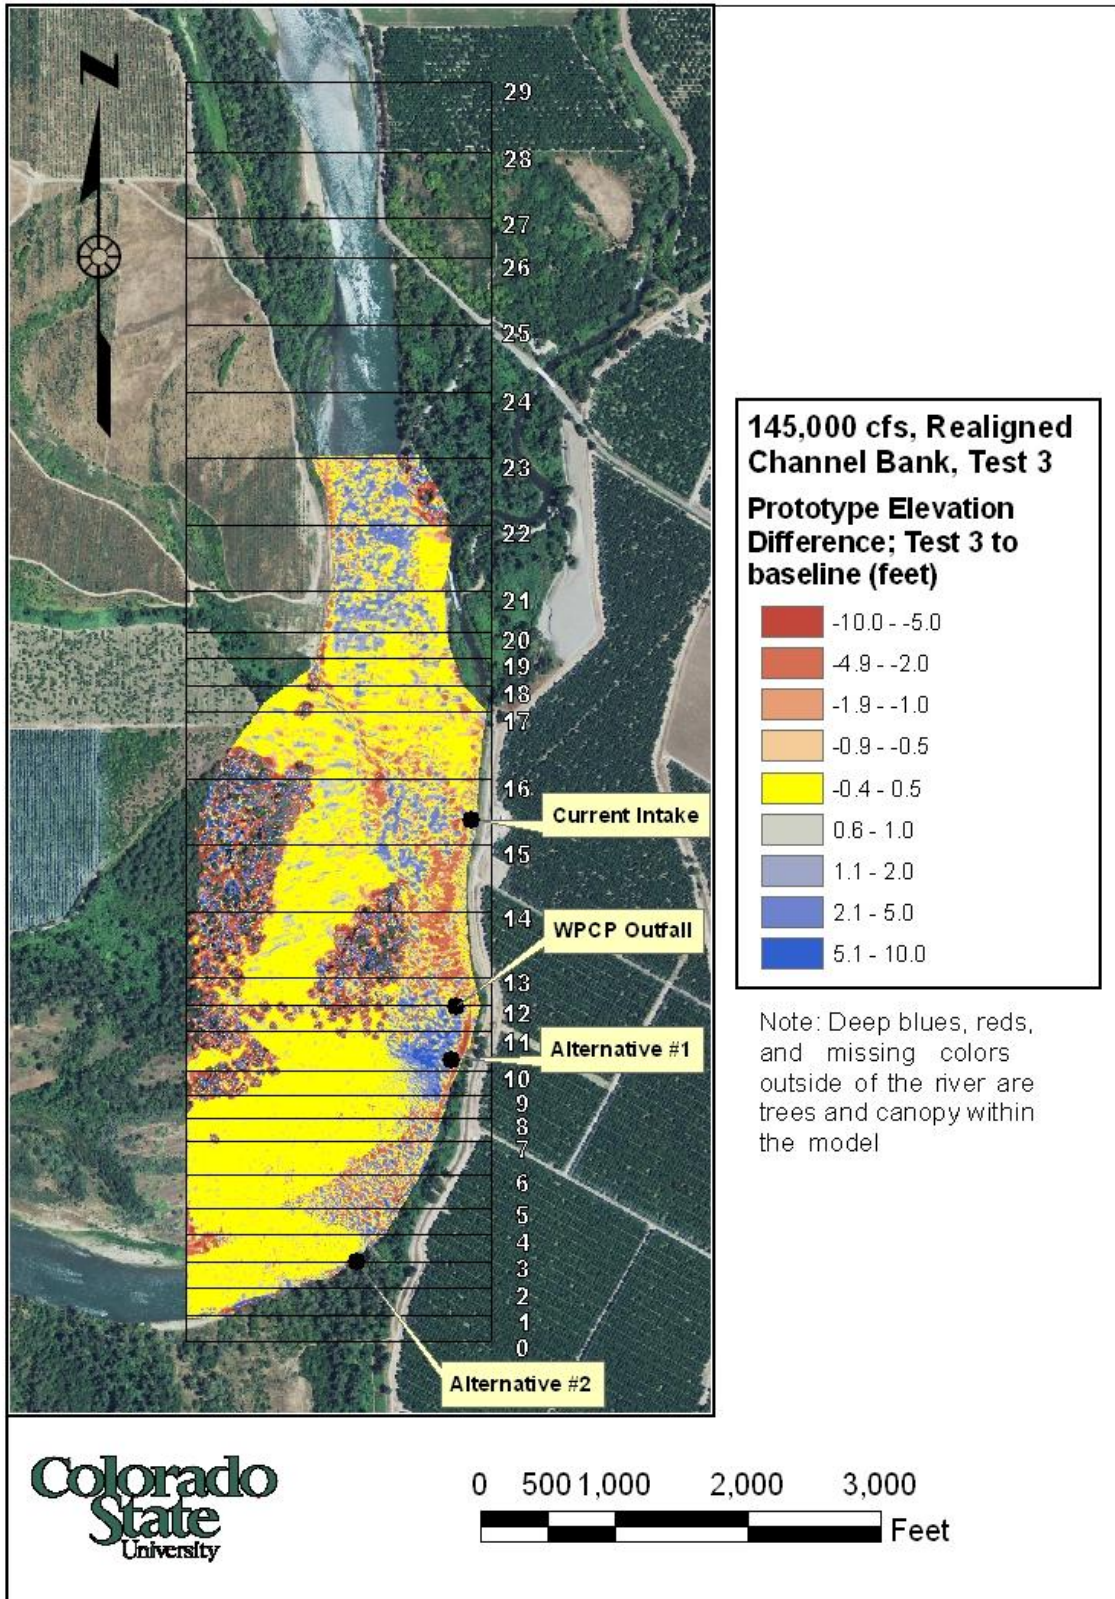 N
29
28
27
26
25
24
23
22
21
20
19
18
17
16
15
14
13
12
11
10
9
8
7
6
5
4
3
2
1
0
Current Intake
WPCP Outfall
Alternative #1
Alternative #2
145,000 cfs, Realigned
Channel Bank, Test 3
Prototype Elevation
Difference; Test 3 to
baseline (feet)
-10.0 - -5.0
-4.9 - -2.0
-1.9 - -1.0
-0.9 - -0.5
-0.4 - 0.5
0.6 - 1.0
1.1 - 2.0
2.1 - 5.0
5.1 - 10.0
Note: Deep blues, reds,
and missing colors
outside of the river are
trees and canopy within
the model
Colorado
State
University
0 500 1,000 2,000 3,000
Feet